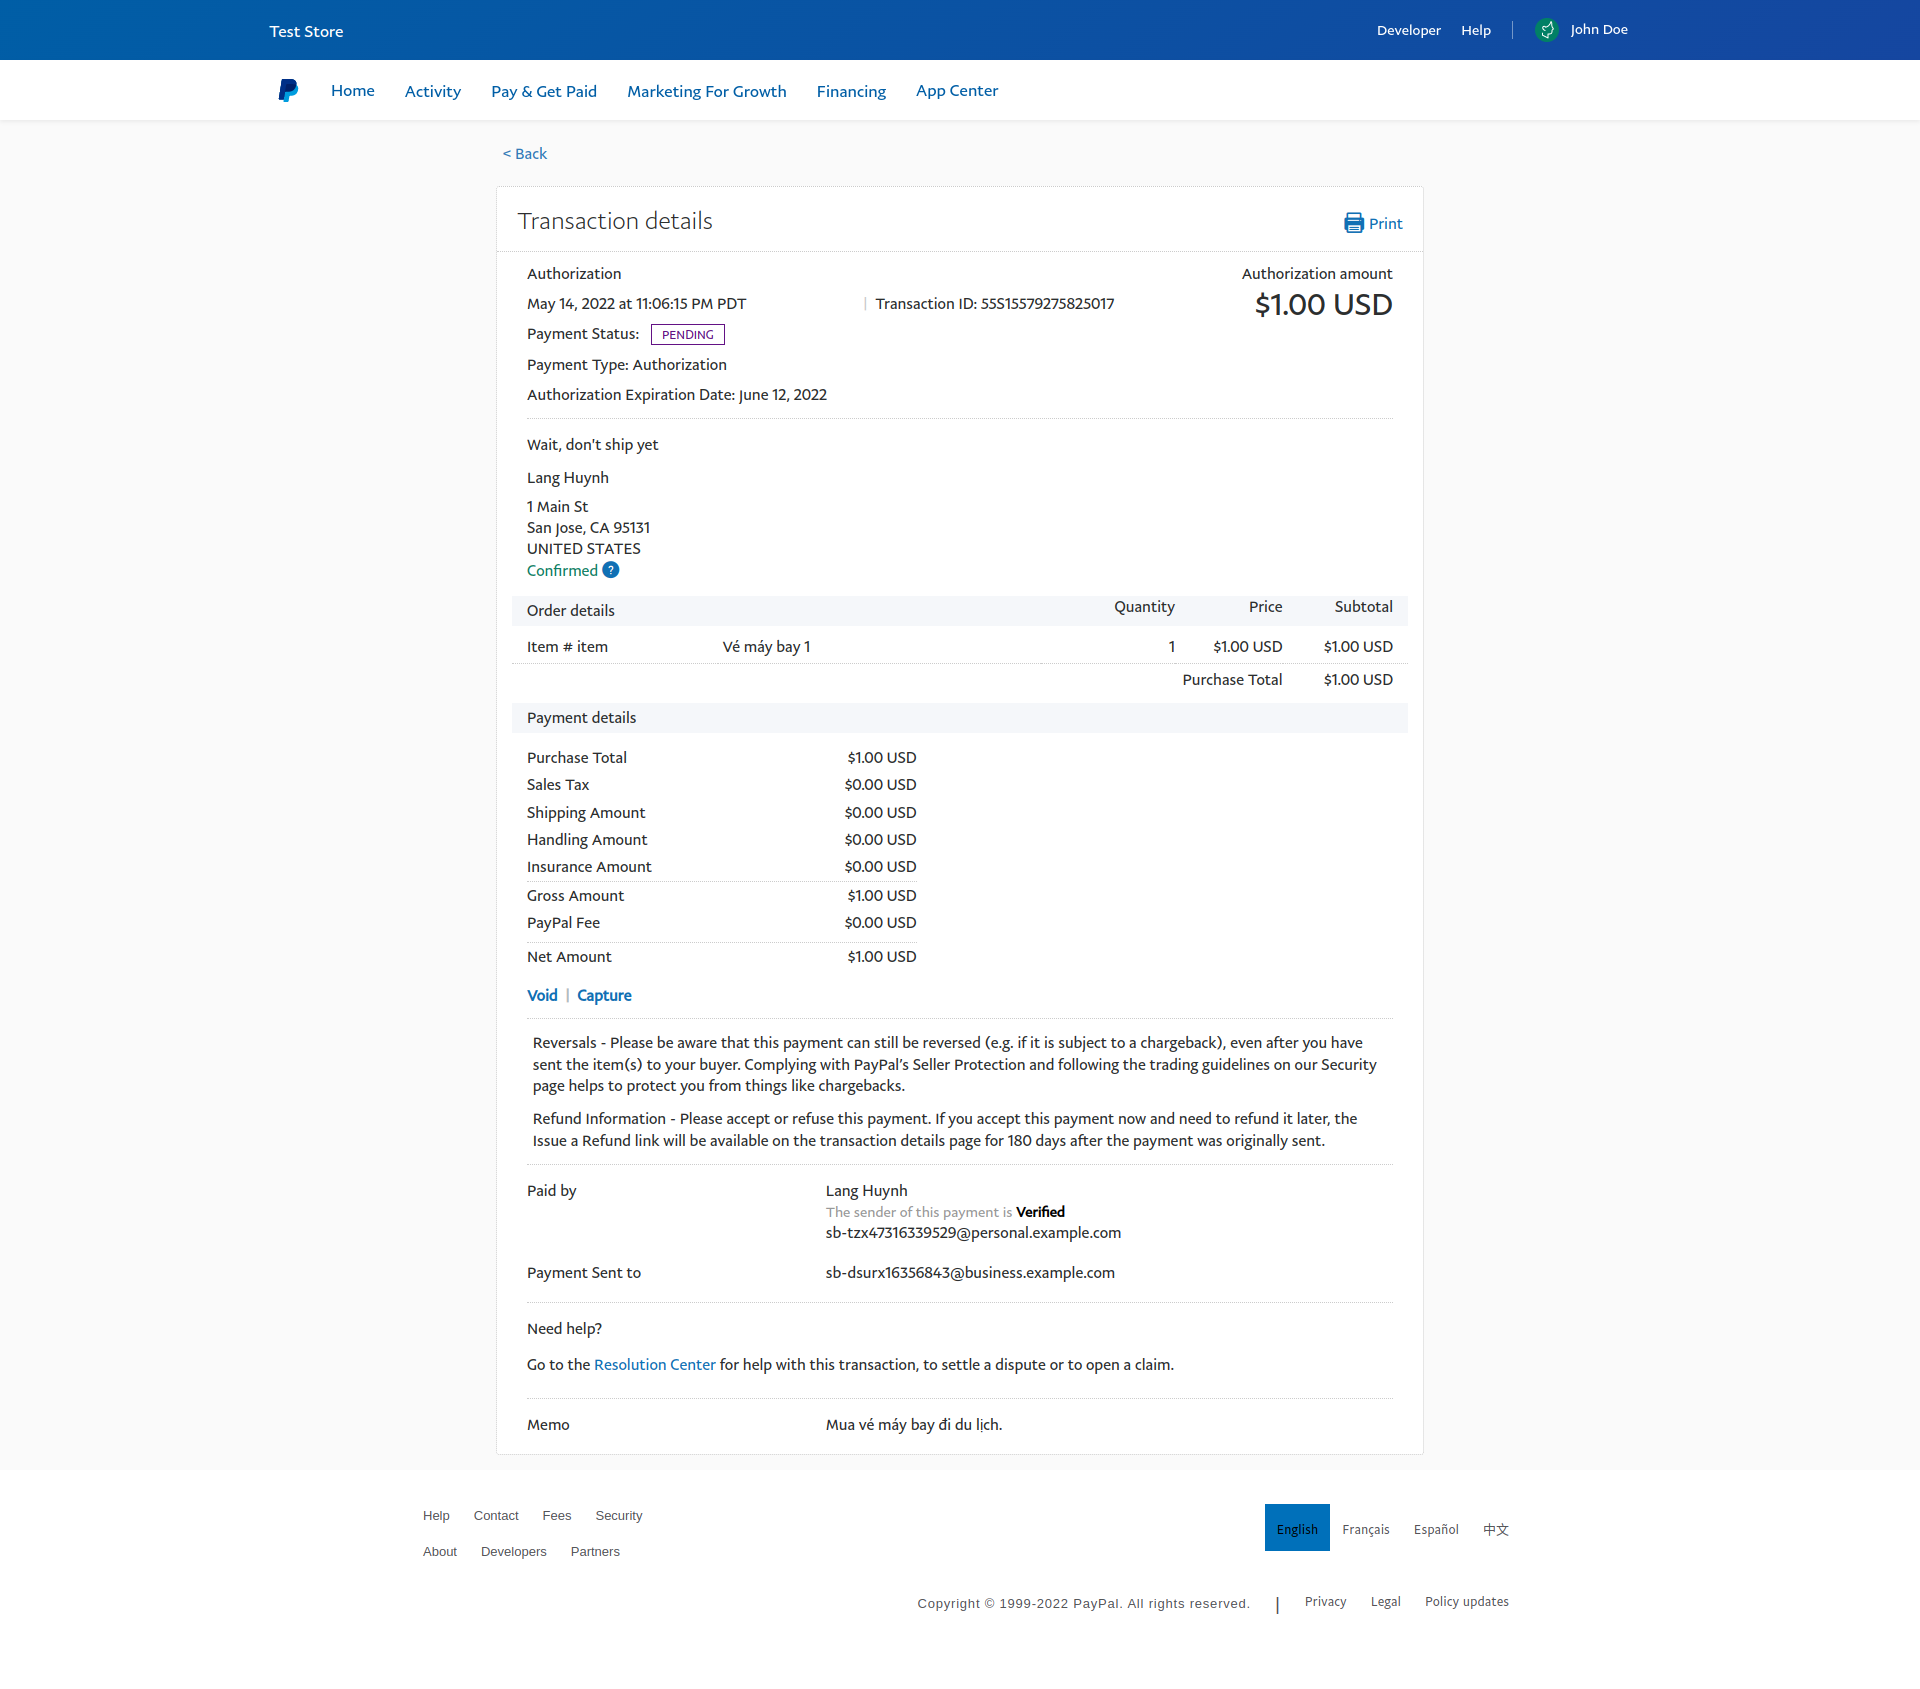 Test Store
Developer Help John Doe
Home Activity Pay & Get Paid Marketing For Growth Financing App Center
< Back
Transaction details
Print
Authorization
Authorization amount
May 14, 2022 at 11:06:15 PM PDT | Transaction ID: 55S15579275825017
$1.00 USD
Payment Status: PENDING
Payment Type: Authorization
Authorization Expiration Date: June 12, 2022
Wait, don't ship yet
Lang Huynh
1 Main St
San Jose, CA 95131
UNITED STATES
Confirmed ?
Order details Quantity Price Subtotal
Item # item Vé máy bay 1 1 $1.00 USD $1.00 USD
Purchase Total $1.00 USD
Payment details
Purchase Total $1.00 USD
Sales Tax $0.00 USD
Shipping Amount $0.00 USD
Handling Amount $0.00 USD
Insurance Amount $0.00 USD
Gross Amount $1.00 USD
PayPal Fee $0.00 USD
Net Amount $1.00 USD
Void | Capture
Reversals - Please be aware that this payment can still be reversed (e.g. if it is subject to a chargeback), even after you have
sent the item(s) to your buyer. Complying with PayPal's Seller Protection and following the trading guidelines on our Security
page helps to protect you from things like chargebacks.
Refund Information - Please accept or refuse this payment. If you accept this payment now and need to refund it later, the
Issue a Refund link will be available on the transaction details page for 180 days after the payment was originally sent.
Paid by Lang Huynh
The sender of this payment is Verified
sb-tzx47316339529@personal.example.com
Payment Sent to sb-dsurx16356843@business.example.com
Need help?
Go to the Resolution Center for help with this transaction, to settle a dispute or to open a claim.
Memo Mua vé máy bay đi du lịch.
Help Contact Fees Security
English Français Español 中文
About Developers Partners
Copyright © 1999-2022 PayPal. All rights reserved. | Privacy Legal Policy updates